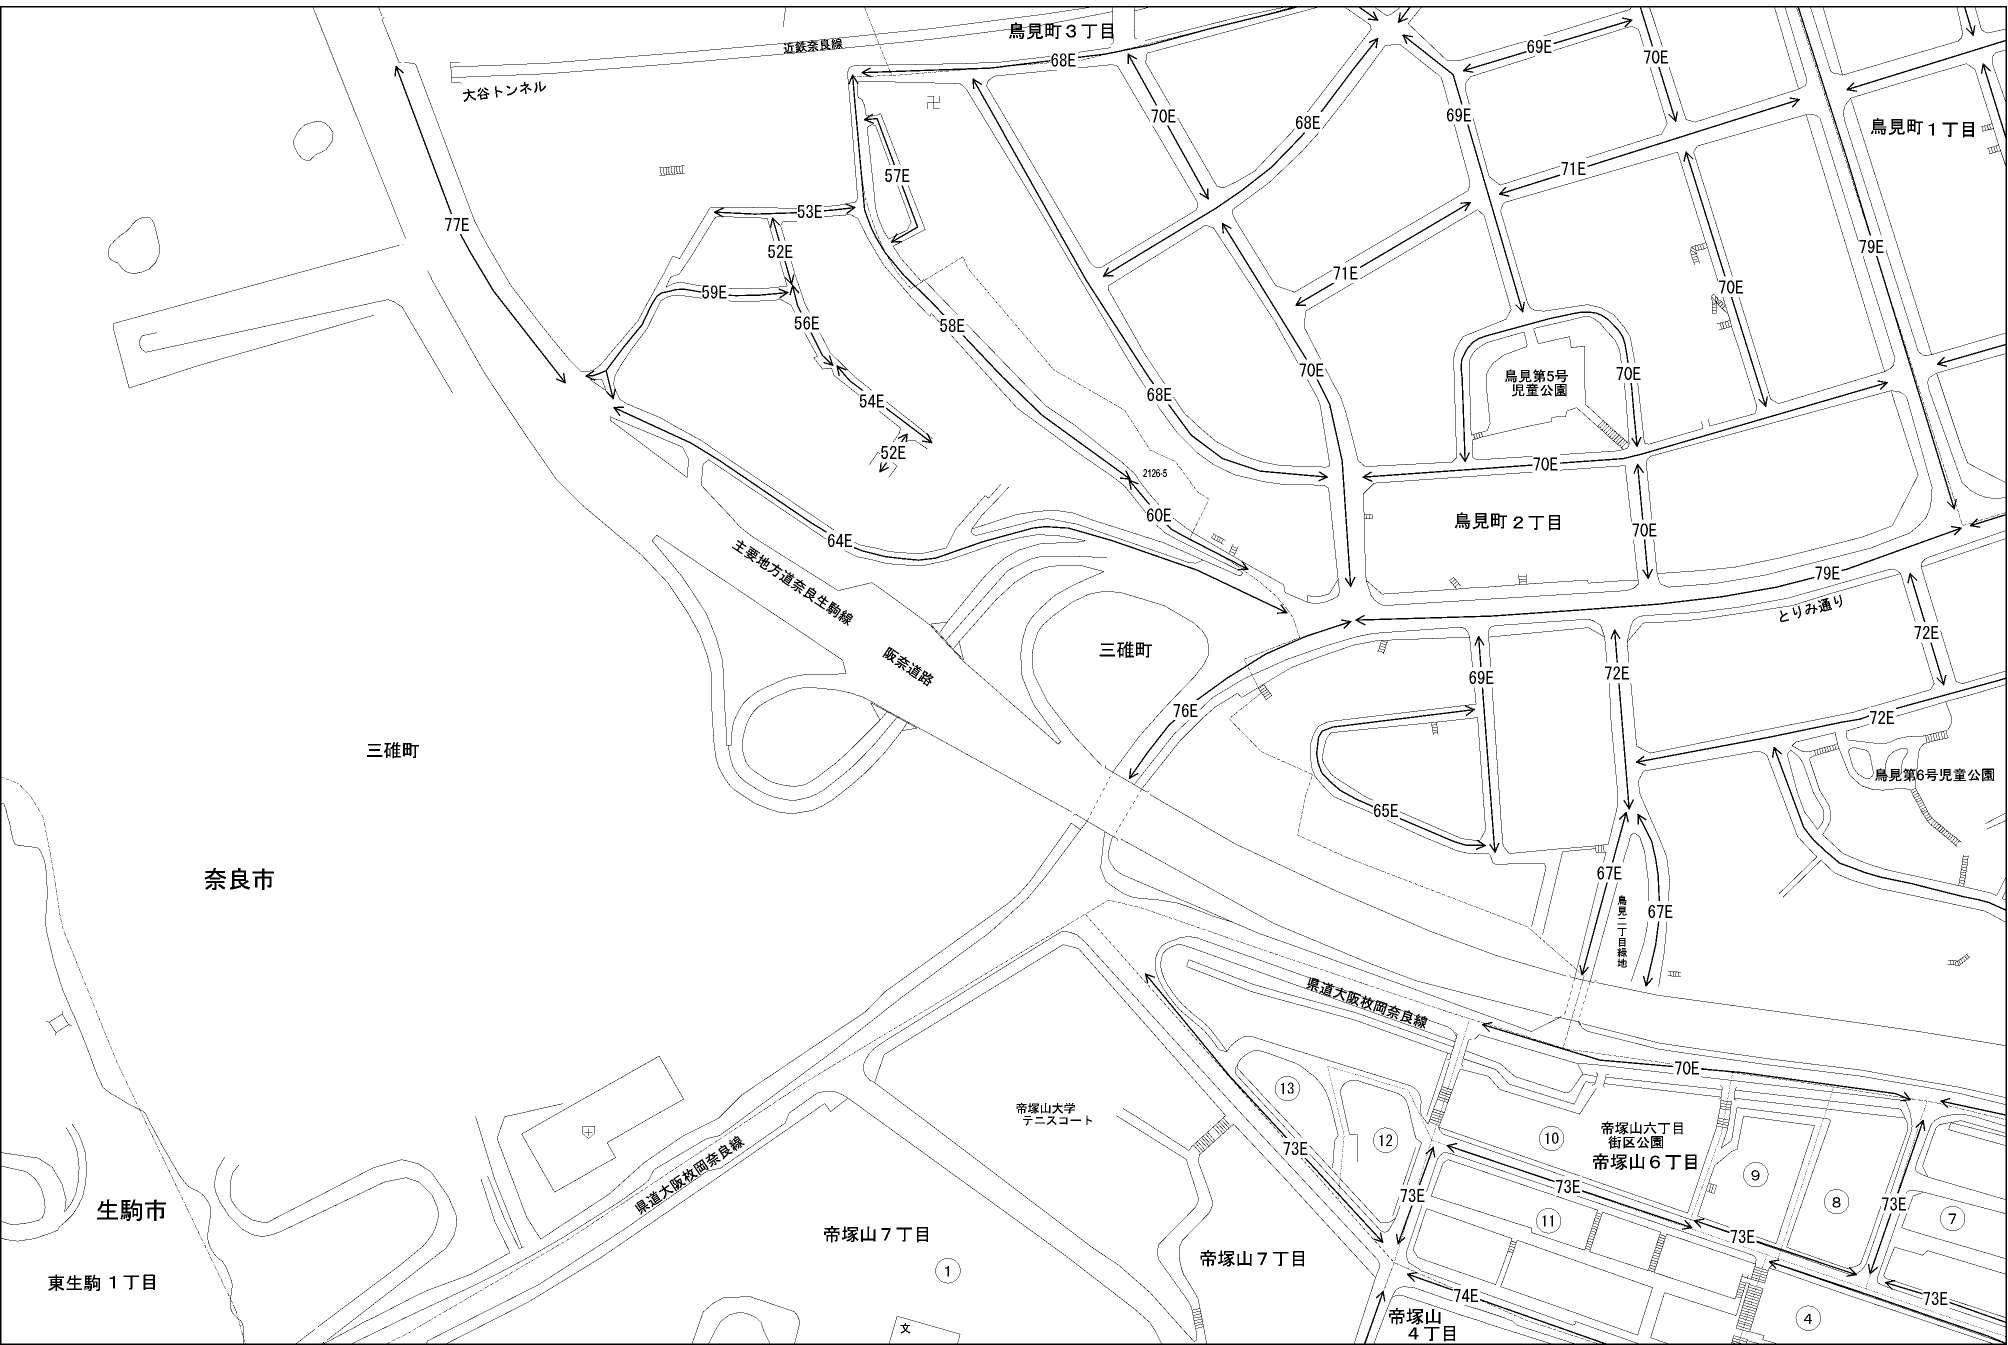 鳥見町３丁目
近鉄奈良線
大谷トンネル
68E
69E
70E
70E
68E
69E
鳥見町１丁目
57E
71E
53E
77E
52E
79E
71E
59E
70E
56E
58E
70E
70E
鳥見第5号
児童公園
68E
54E
52E
70E
2126-5
60E
鳥見町２丁目
70E
64E
主要地方道奈良生駒線
79E
とりみ通り
72E
三碓町
阪奈道路
69E
72E
76E
72E
三碓町
鳥見第6号児童公園
65E
奈良市
67E
67E
鳥見二丁目緑地
県道大阪枚岡奈良線
70E
13
帝塚山大学
テニスコート
12
10
帝塚山六丁目
街区公園
帝塚山６丁目
73E
9
県道大阪枚岡奈良線
73E
73E
8
73E
生駒市
11
7
帝塚山７丁目
73E
帝塚山７丁目
1
東生駒１丁目
74E
73E
帝塚山
４丁目
4
文